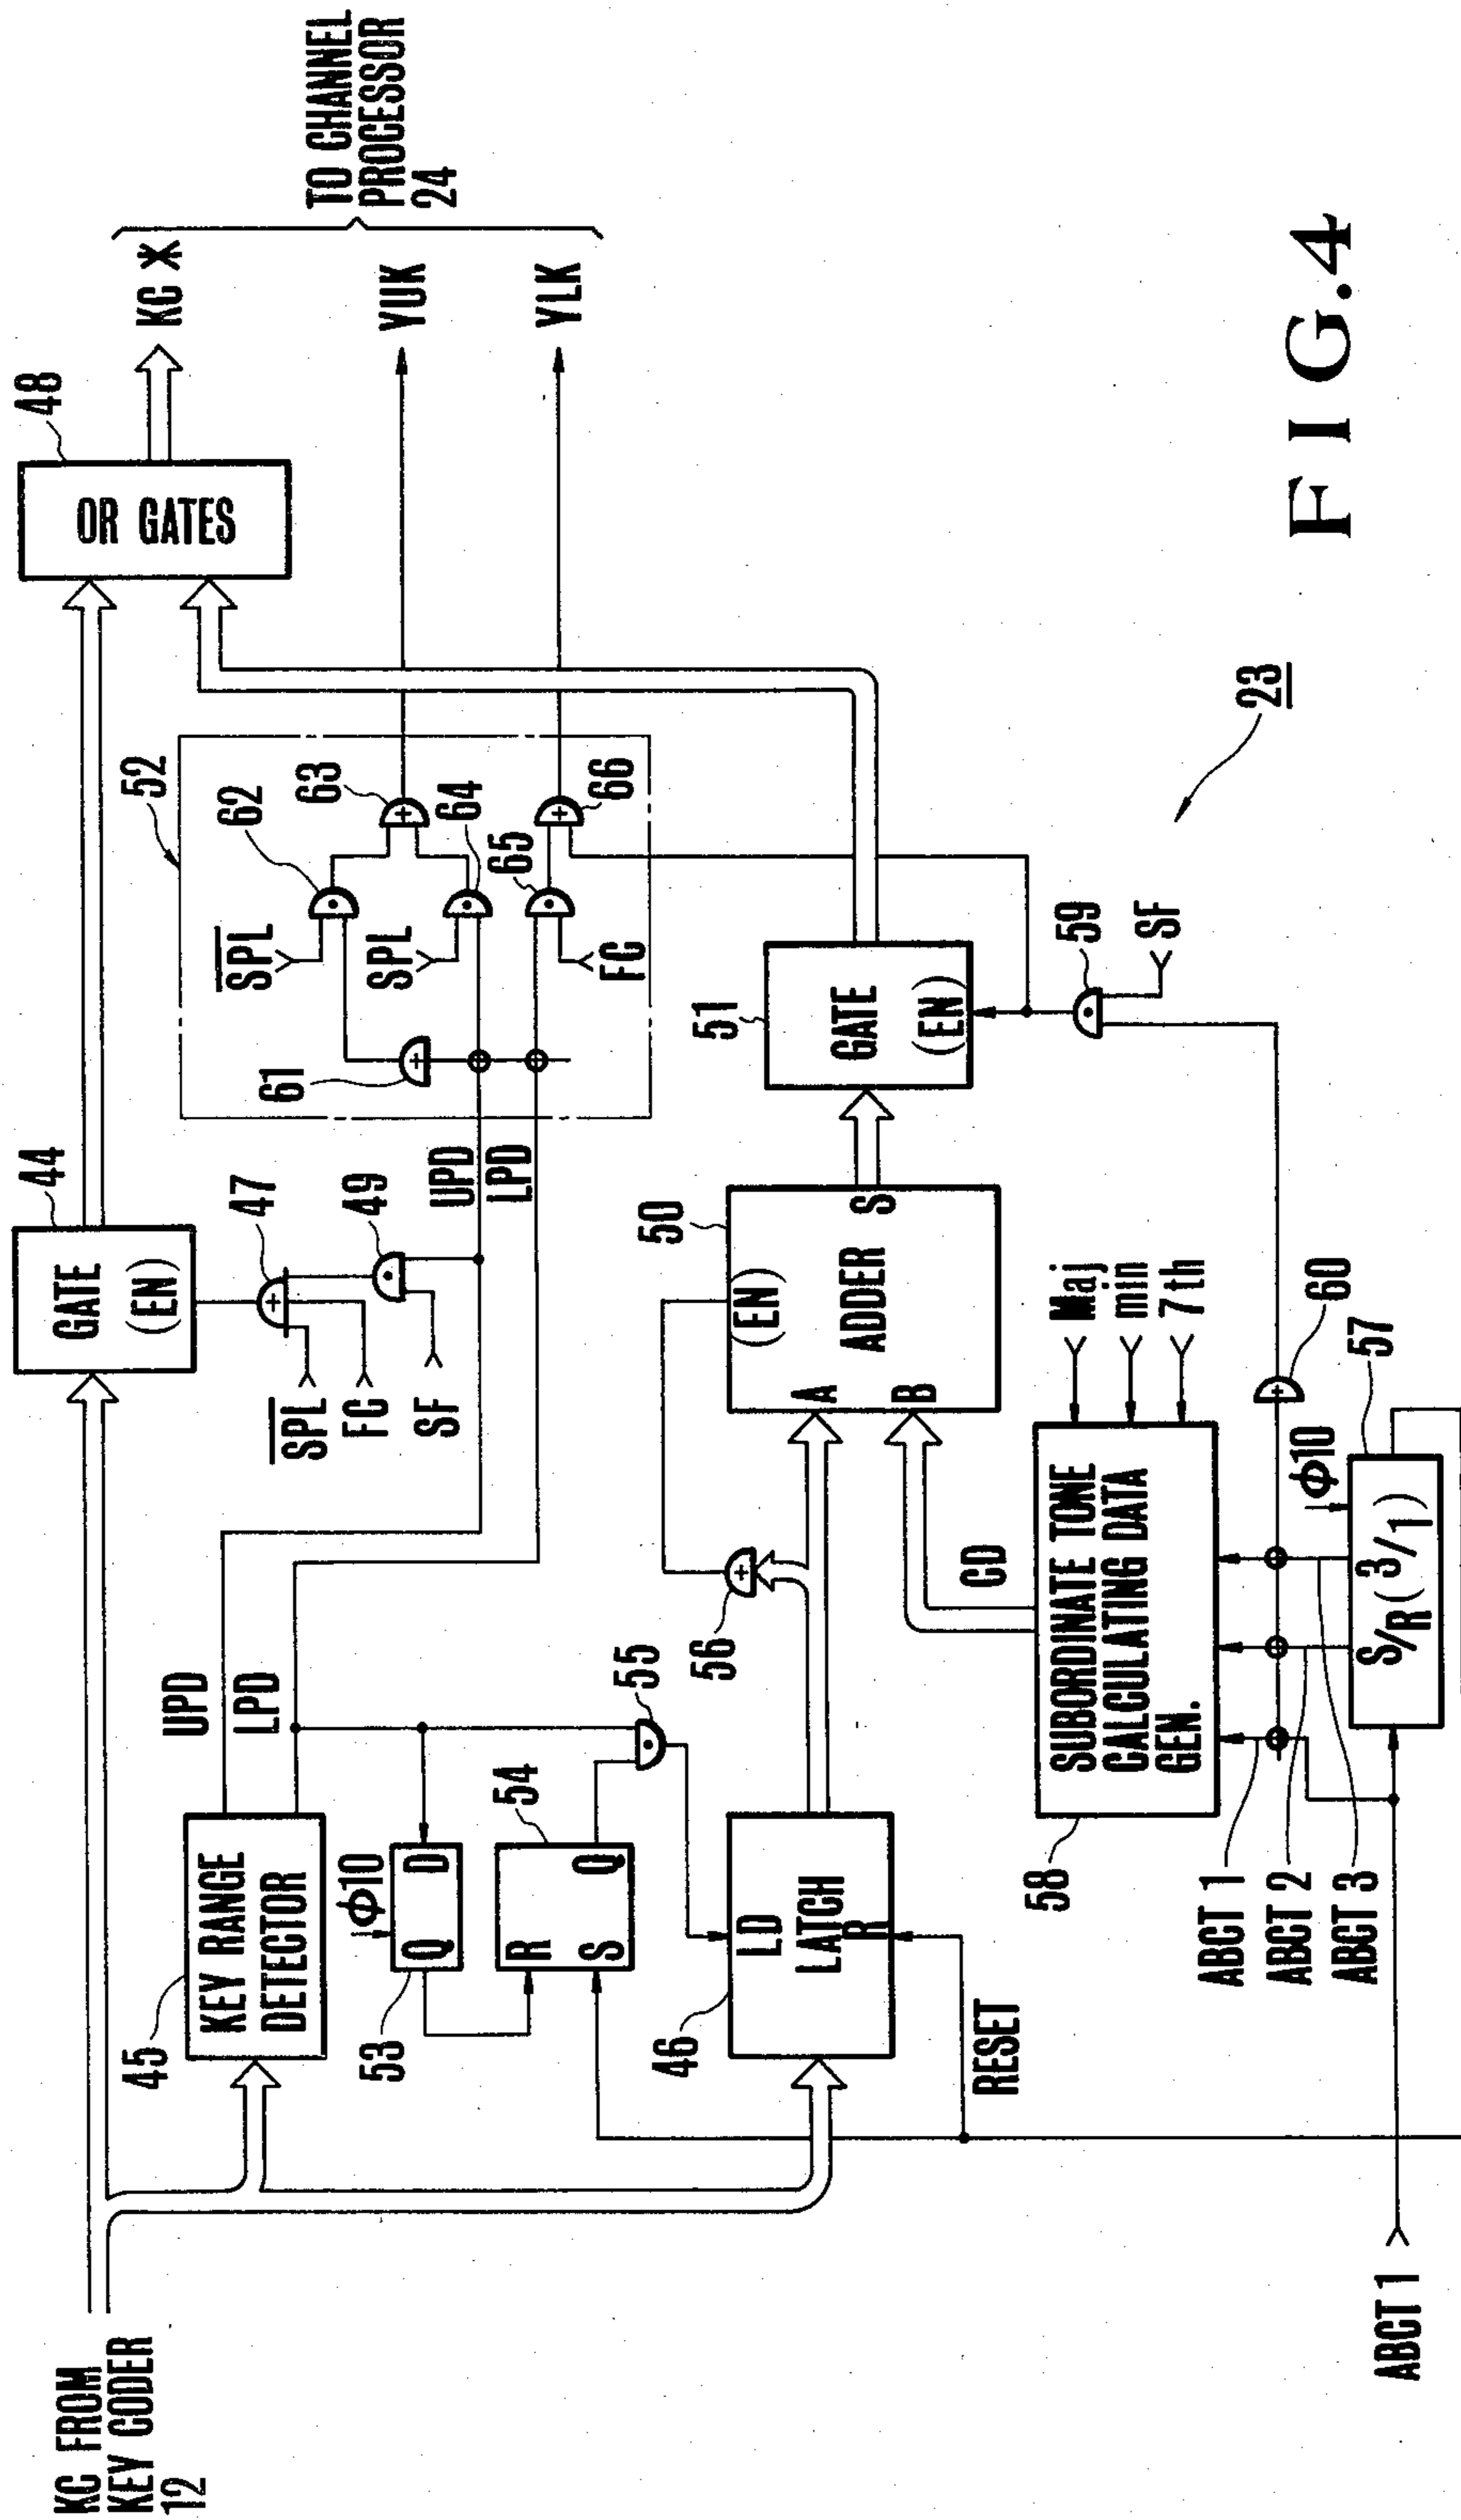 KC FROM
KEY CODER
12
44
GATE
(EN)
48
OR GATES
KC *
TO CHANNEL
PROCESSOR
24
YUK
YLK
45
KEY RANGE
DETECTOR
UPD
LPD
SPL
FC
SF
47
49
UPD
LPD
52
61
SPL
62
SPL
63
64
65
FC
66
53
ϕ10
Q D
54
R
S Q
55
46
LD
LATCH
R
RESET
56
50
(EN)
ADDER
A
B
S
51
GATE
(EN)
59
SF
CD
58
SUBORDINATE TONE
CALCULATING DATA
GEN.
Maj
min
7th
60
ABCT 1
ABCT 2
ABCT 3
ϕ10
57
S/R (3/1)
ABCT 1
23
FIG.4